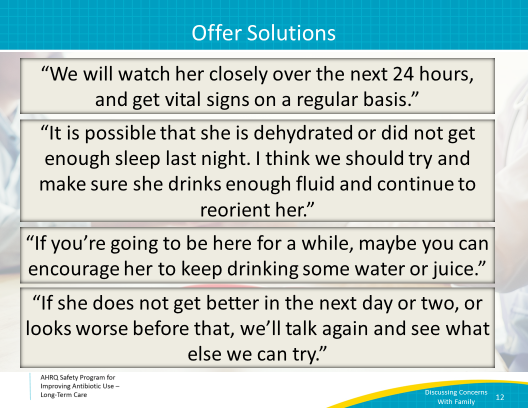 Offer Solutions
“We will watch her closely over the next 24 hours,
and get vital signs on a regular basis.”
“It is possible that she is dehydrated or did not get
enough sleep last night. I think we should try and
make sure she drinks enough fluid and continue to
reorient her.”
“If you’re going to be here for a while, maybe you can
encourage her to keep drinking some water or juice.”
“If she does not get better in the next day or two, or
looks worse before that, we’ll talk again and see what
else we can try.”
AHRQ Safety Program for
Improving Antibiotic Use –
Long-Term Care
Discussing Concerns
With Family
12